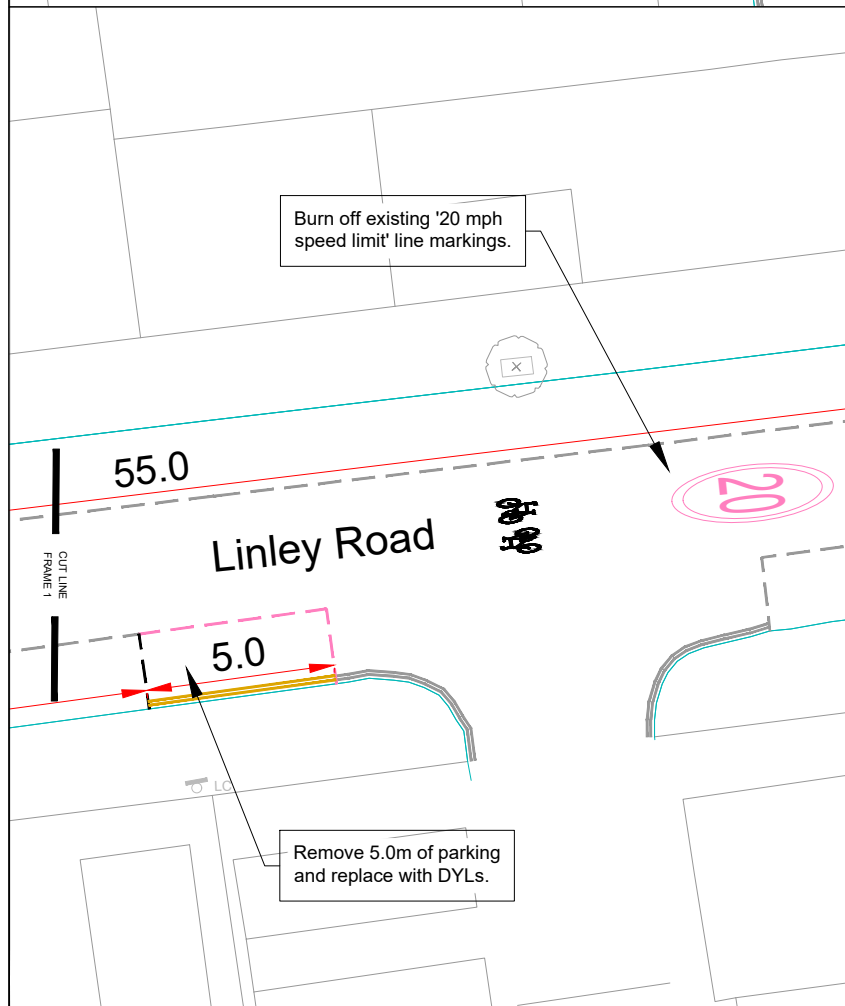 Burn off existing '20 mph
speed limit' line markings.
55.0
20
Linley Road
CUT LINE
FRAME 1
5.0
LC
Remove 5.0m of parking
and replace with DYLs.